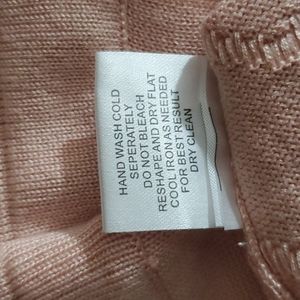 HAND WASH COLD
SEPERATELY
DO NOT BLEACH
RESHAPE AND DRY FLAT
COOL IRON AS NEEDED
FOR BEST RESULT
DRY CLEAN